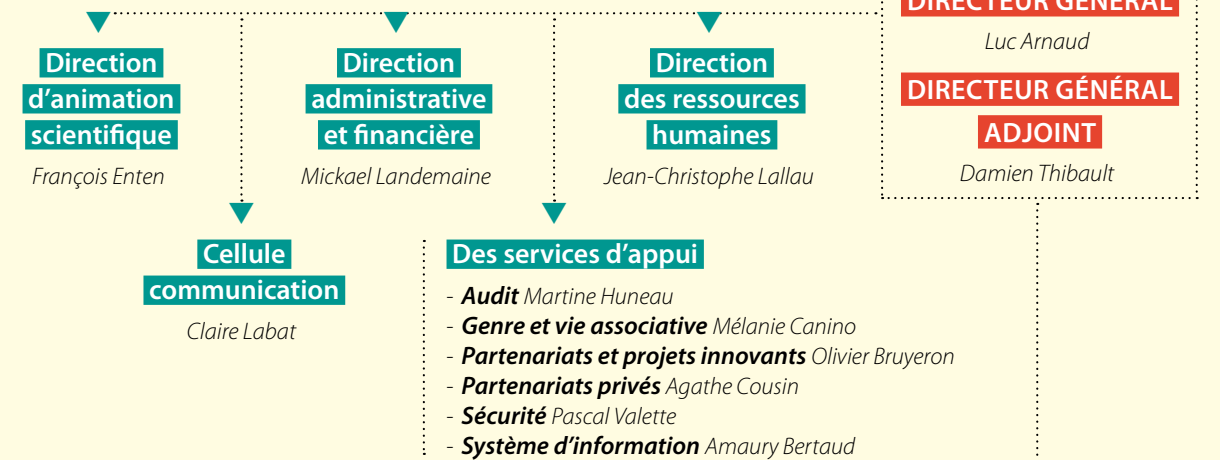 DIRECTEUR GÉNÉRAL
Luc Arnaud
DIRECTEUR GÉNÉRAL
ADJOINT
Damien Thibault
Direction
d’animation
scientifique
François Enten
Direction
administrative
et financière
Mickael Landemaine
Direction
des ressources
humaines
Jean-Christophe Lallau
Cellule
communication
Claire Labat
Des services d’appui
- Audit Martine Huneau
- Genre et vie associative Mélanie Canino
- Partenariats et projets innovants Olivier Bruyeron
- Partenariats privés Agathe Cousin
- Sécurité Pascal Valette
- Système d’information Amaury Bertaud